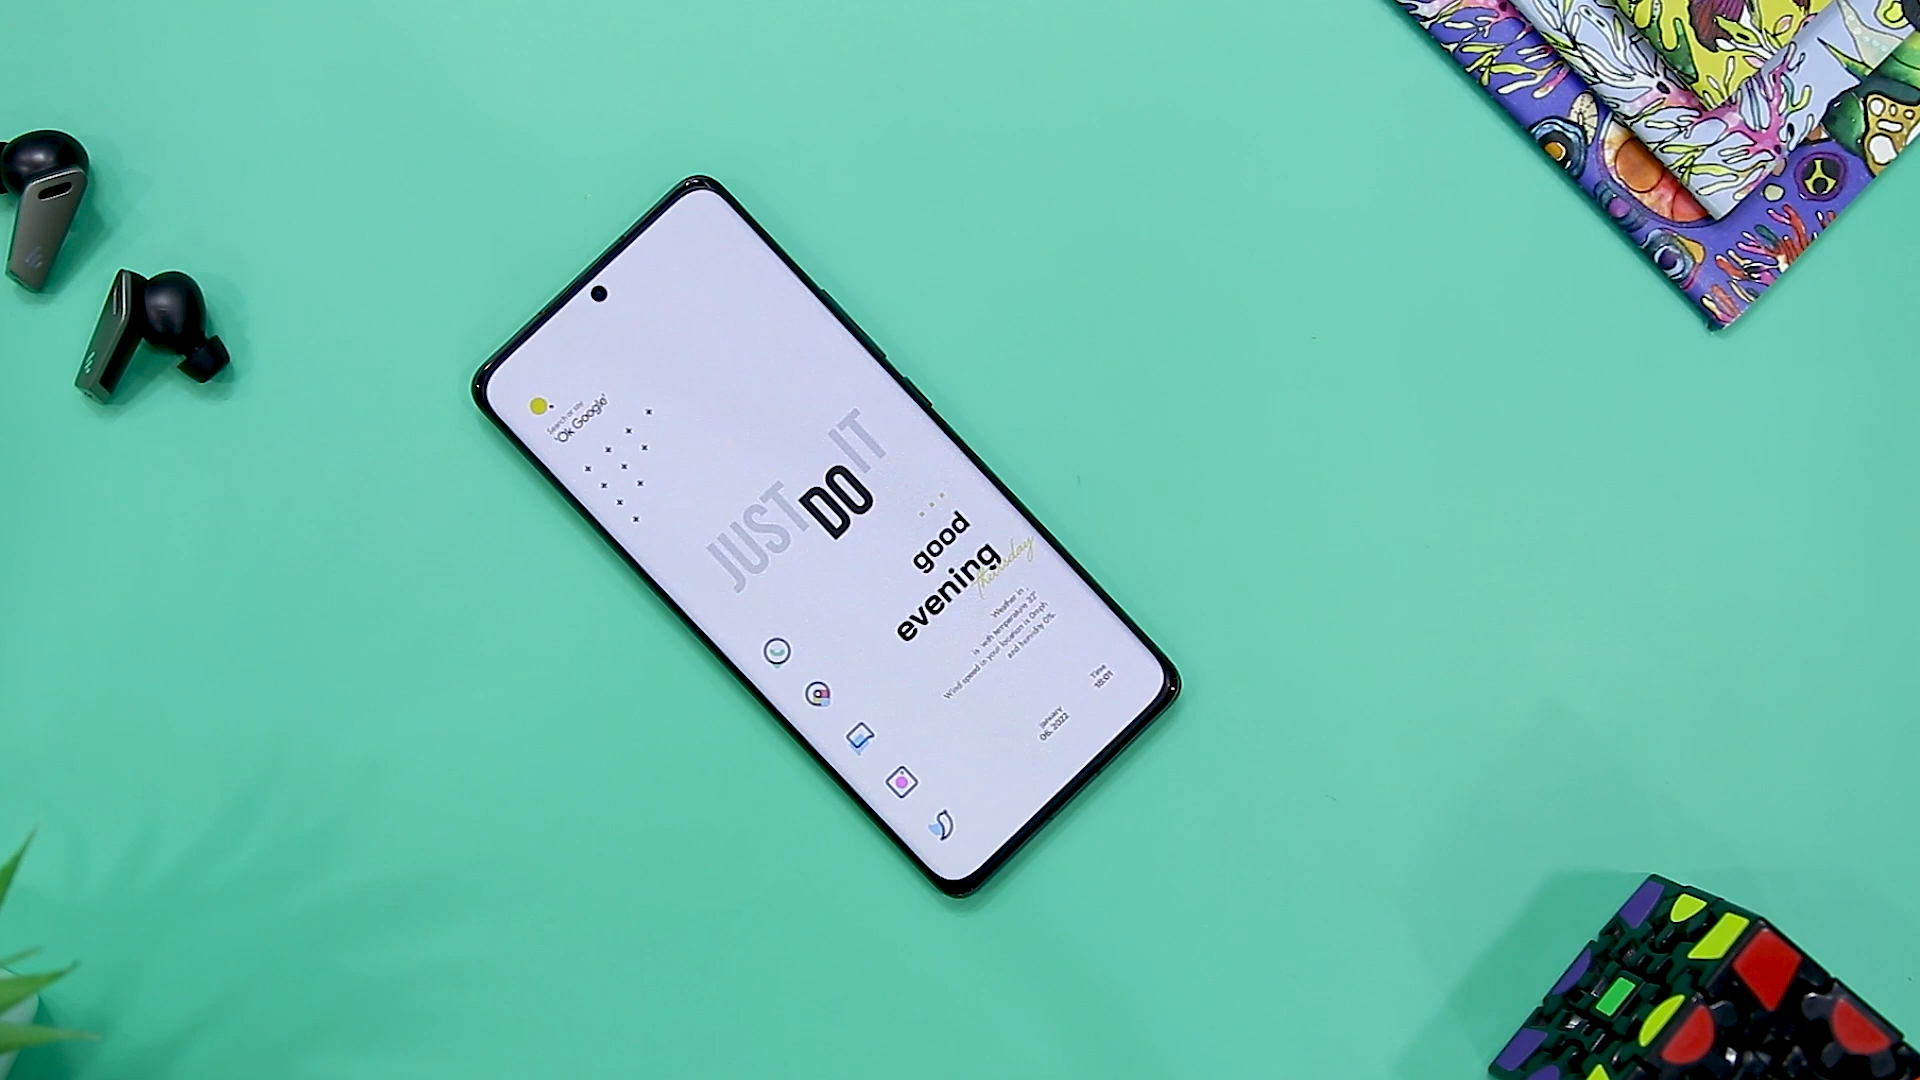 Search or say
'Ok Google'
JUST DO IT
good
evening
thursday
Weather in ,
is with temperature 32°
Wind speed in your location is 0mph
and humidity 0%.
Time
18:01
january
06, 2022